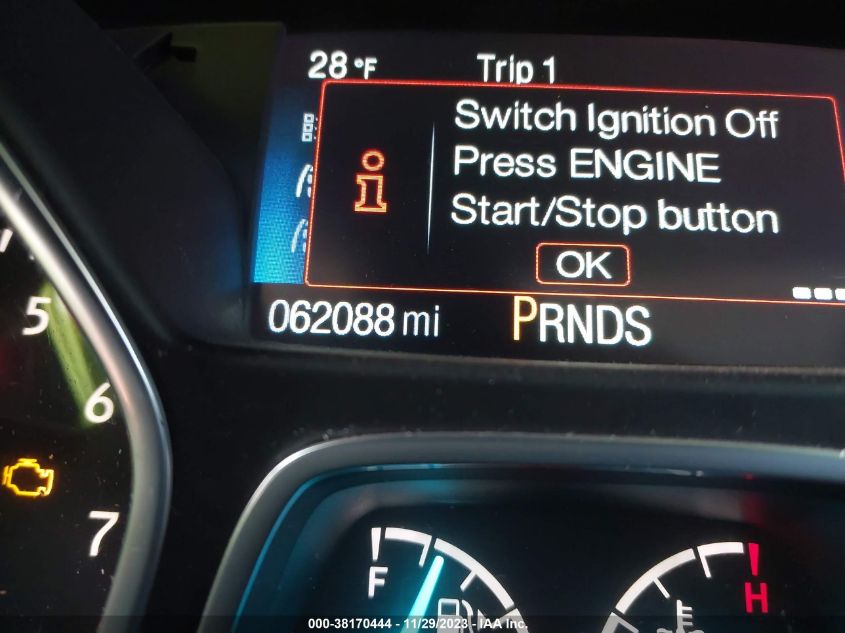 28 °F Trip 1
Switch Ignition Off
Press ENGINE
Start/Stop button
OK
062088 mi PRNDS
5
6
7
F
H
000-38170444 - 11/29/2023 - IAA Inc.